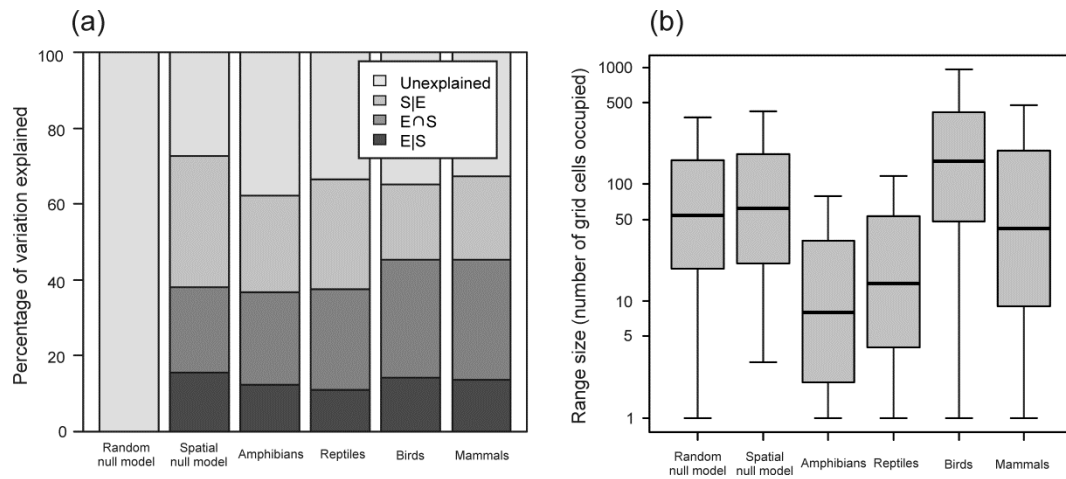 (a)
Percentage of variation explained
100
80
60
40
20
0
Unexplained
S|E
E∩S
E|S
Random
null model
Spatial
null model
Amphibians
Reptiles
Birds
Mammals
(b)
Range size (number of grid cells occupied)
1000
500
100
50
10
5
1
Random
null model
Spatial
null model
Amphibians
Reptiles
Birds
Mammals